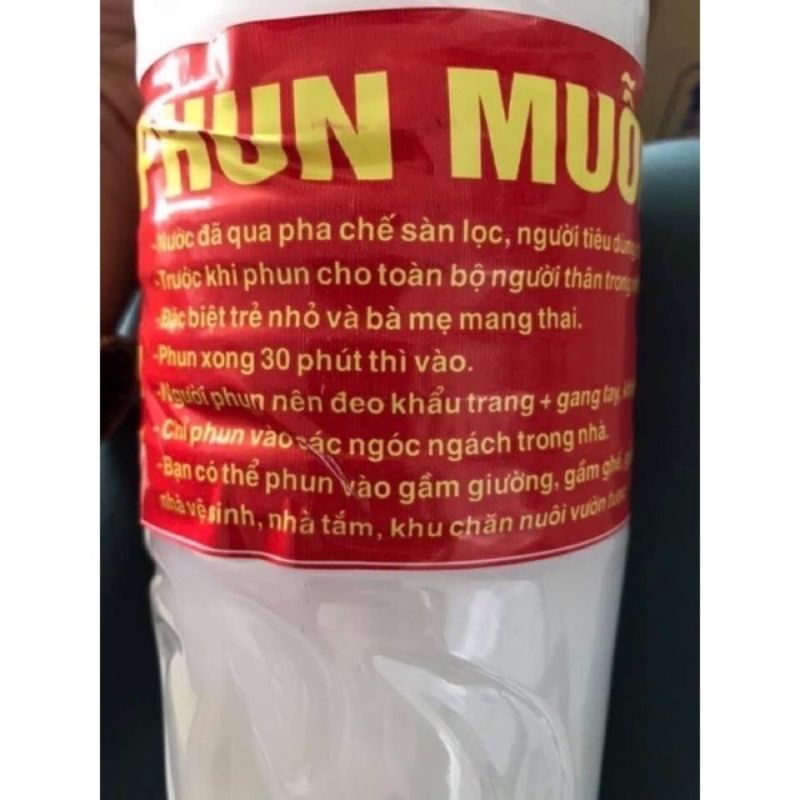 PHUN MUỖ
-Nước đã qua pha chế sàn lọc, người tiêu dùng
-Trước khi phun cho toàn bộ người thân trong
-Đặc biệt trẻ nhỏ và bà mẹ mang thai.
-Phun xong 30 phút thì vào.
-Người phun nên đeo khẩu trang + gang tay,
-Chỉ phun vào các ngóc ngách trong nhà.
-Bạn có thể phun vào gầm giường, gầm ghế,
nhà vệ sinh, nhà tắm, khu chăn nuôi vườn tược